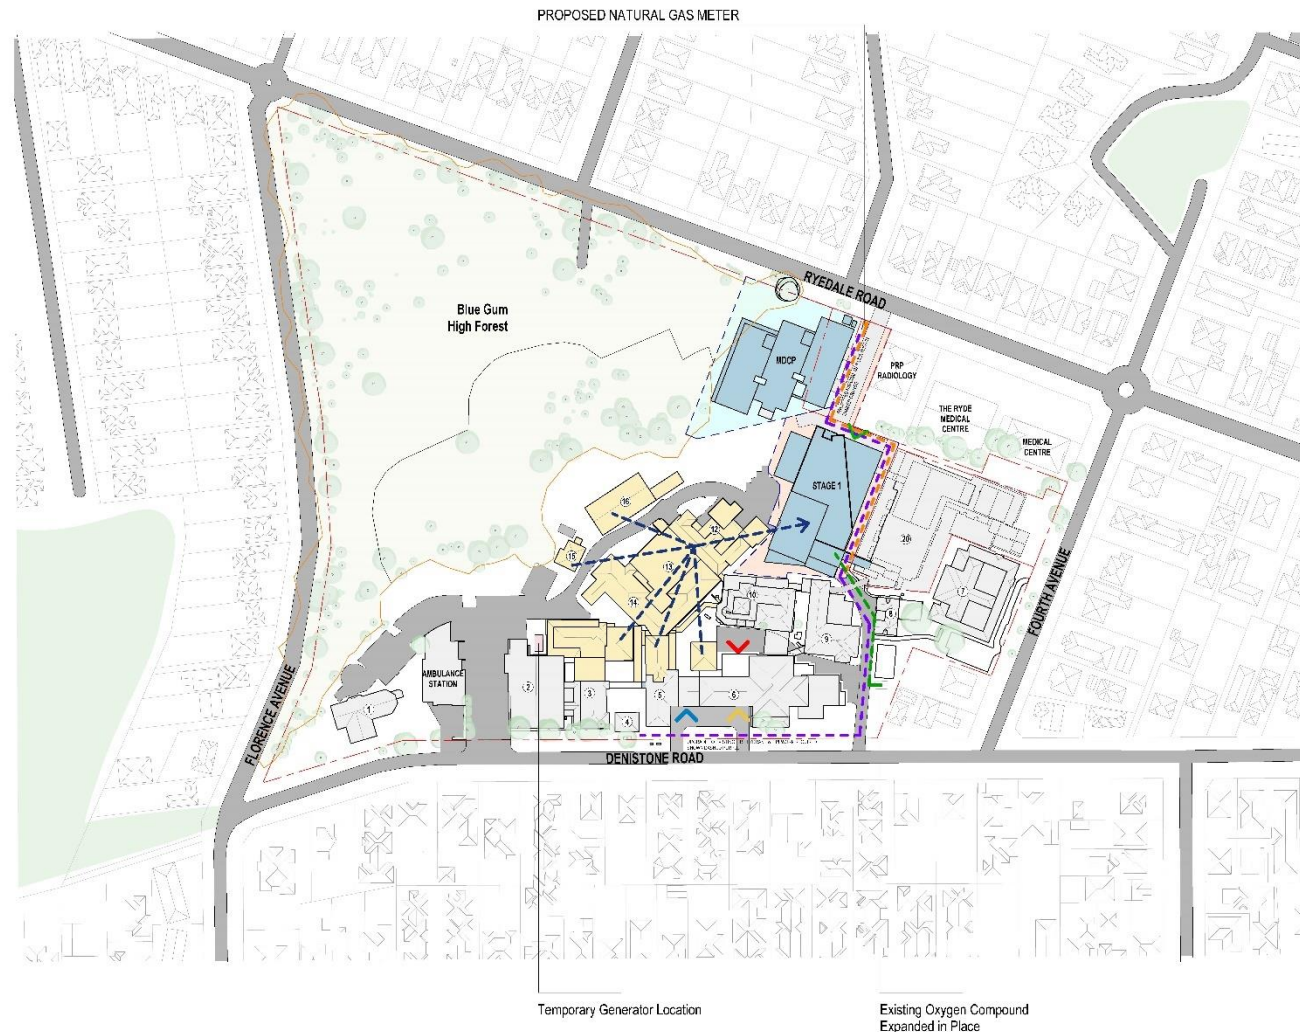 PROPOSED NATURAL GAS METER
RYEDALE ROAD
Blue Gum
High Forest
MDCP
PRP
RADIOLOGY
THE RYDE
MEDICAL
CENTRE
MEDICAL
CENTRE
STAGE 1
16
12
20
15
13
14
10
7
8
9
FOURTH AVENUE
FLORENCE AVENUE
AMBULANCE
STATION
1
2
3
4
5
6
DENISTONE ROAD
Temporary Generator Location
Existing Oxygen Compound
Expanded in Place